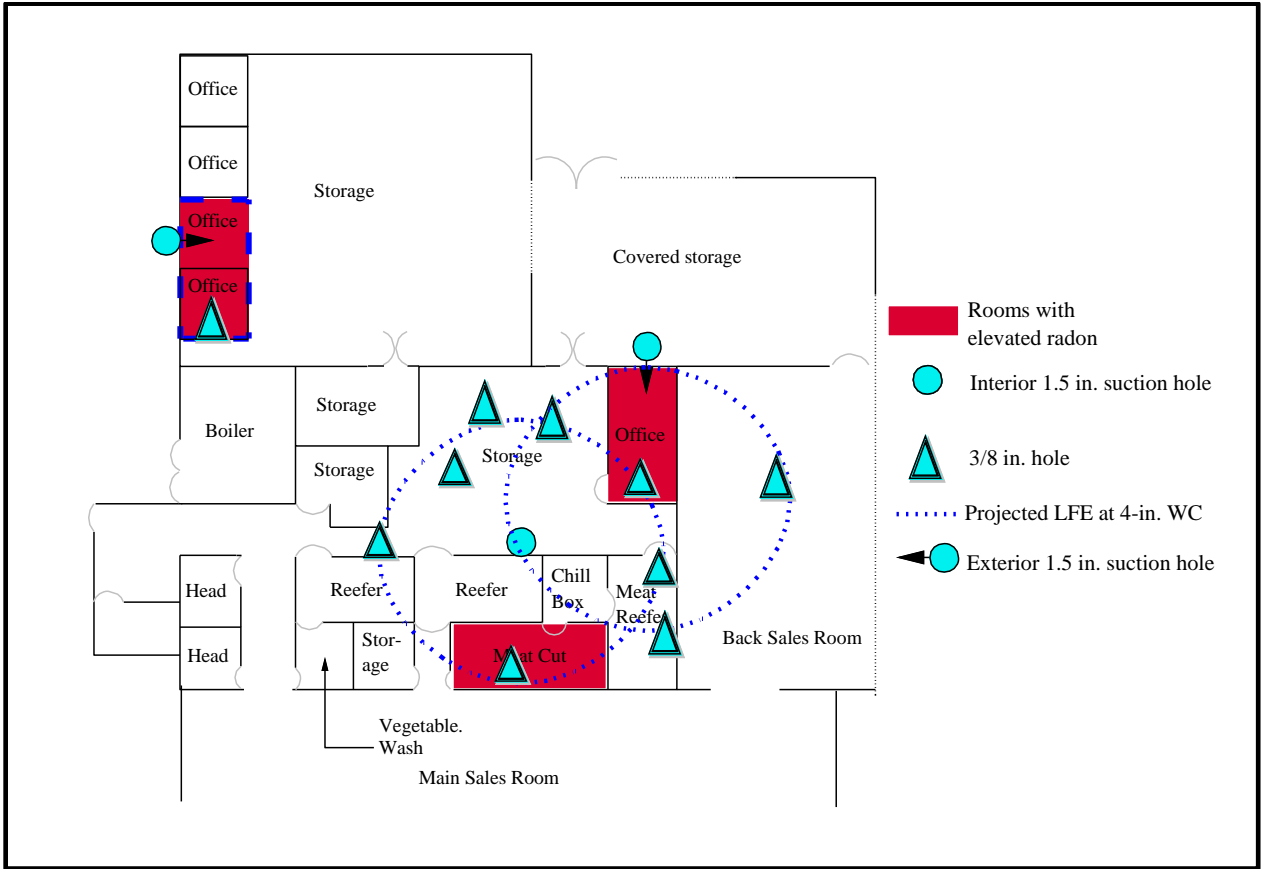 Office
Office
Storage
Office
Office
Covered storage
Rooms with
elevated radon
Interior 1.5 in. suction hole
Storage
Boiler
Office
Storage
Storage
3/8 in. hole
Projected LFE at 4-in. WC
Exterior 1.5 in. suction hole
Head
Reefer
Reefer
Chill
Box
Meat
Reefe
Head
Stor-
age
Meat Cut
Back Sales Room
Vegetable.
Wash
Main Sales Room